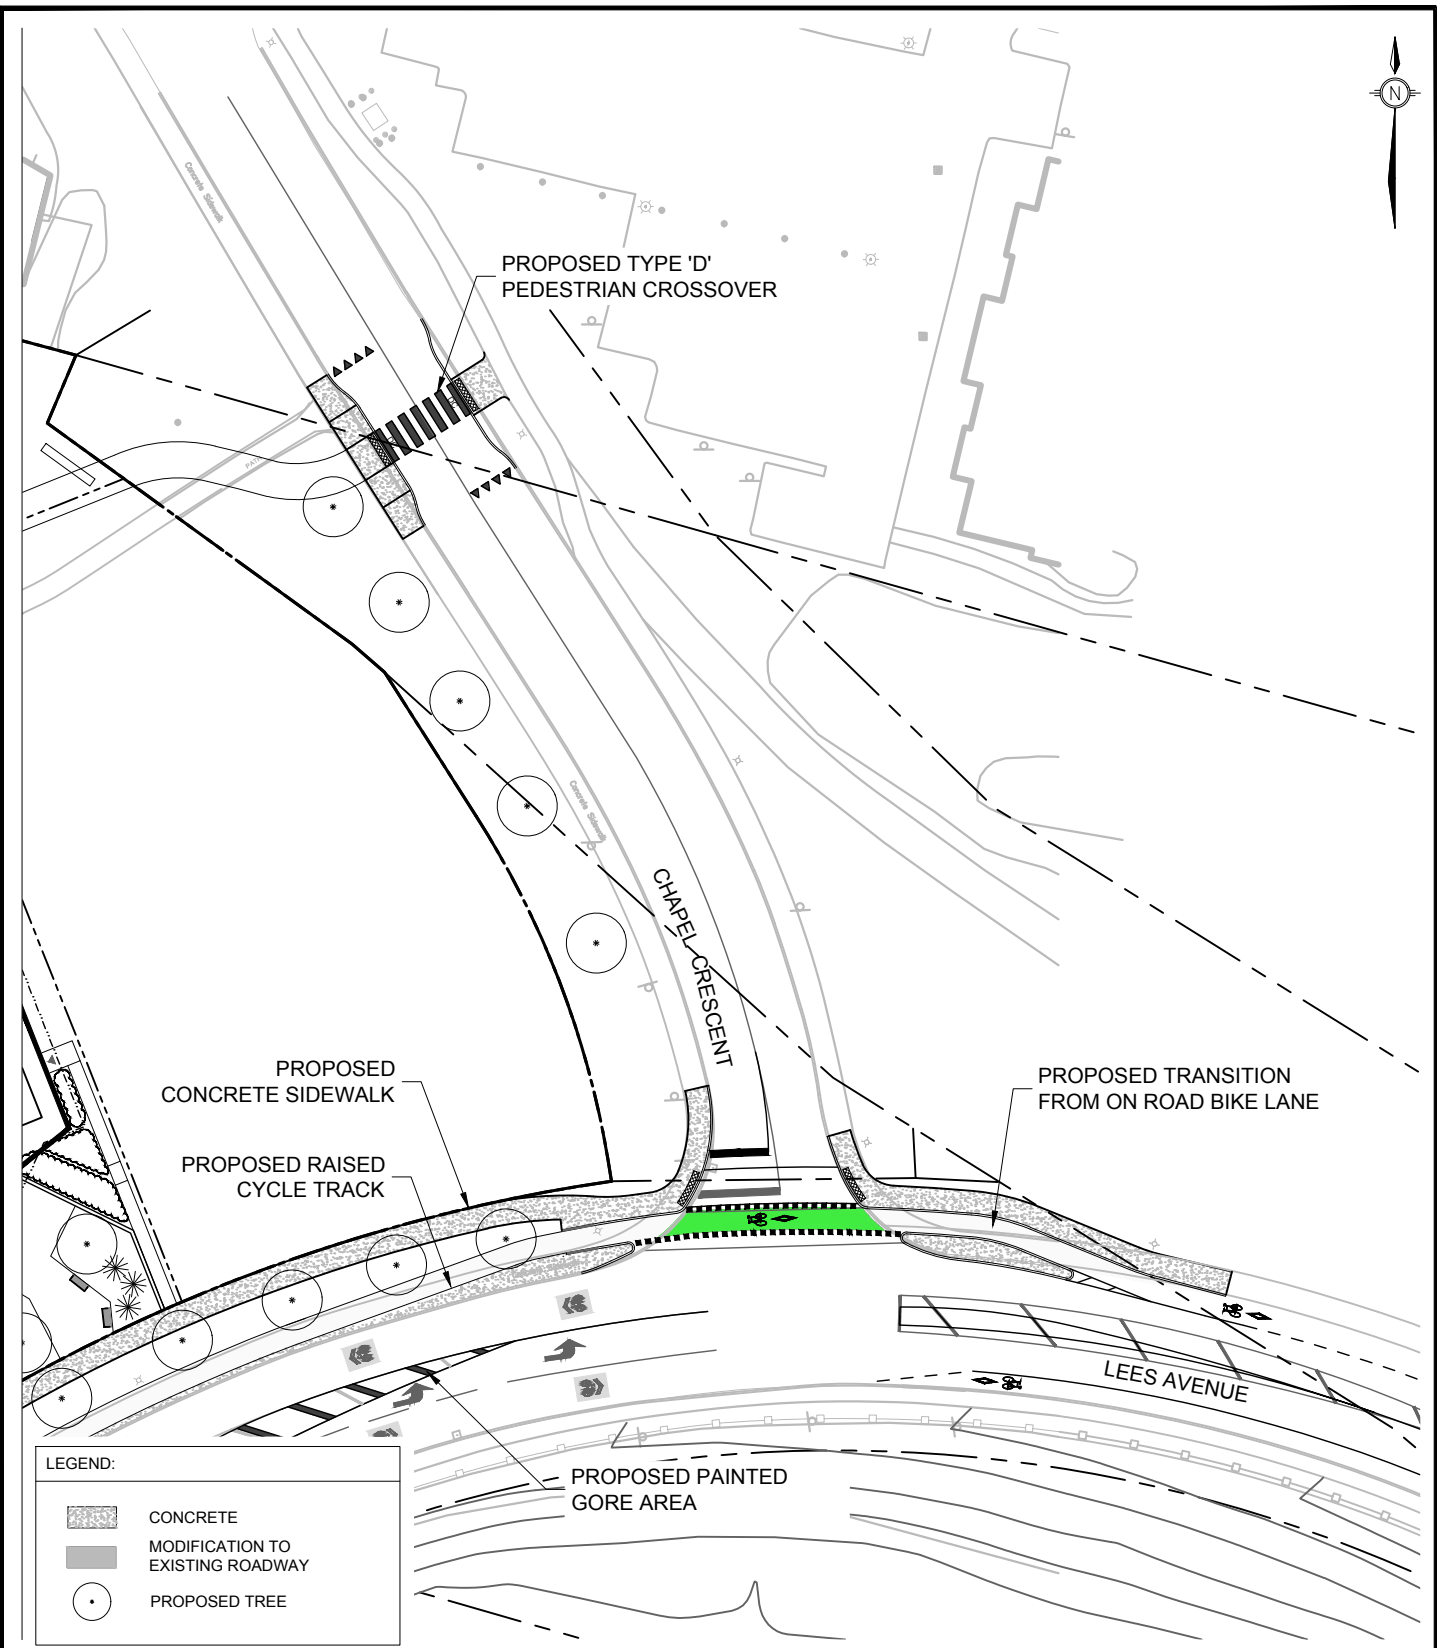 N
Concrete Sidewalk
PROPOSED TYPE 'D'
PEDESTRIAN CROSSOVER
PATH
Concrete Sidewalk
CHAPEL CRESCENT
PROPOSED
CONCRETE SIDEWALK
PROPOSED TRANSITION
FROM ON ROAD BIKE LANE
PROPOSED RAISED
CYCLE TRACK
LEES AVENUE
PROPOSED PAINTED
GORE AREA
LEGEND:
CONCRETE
MODIFICATION TO
EXISTING ROADWAY
PROPOSED TREE